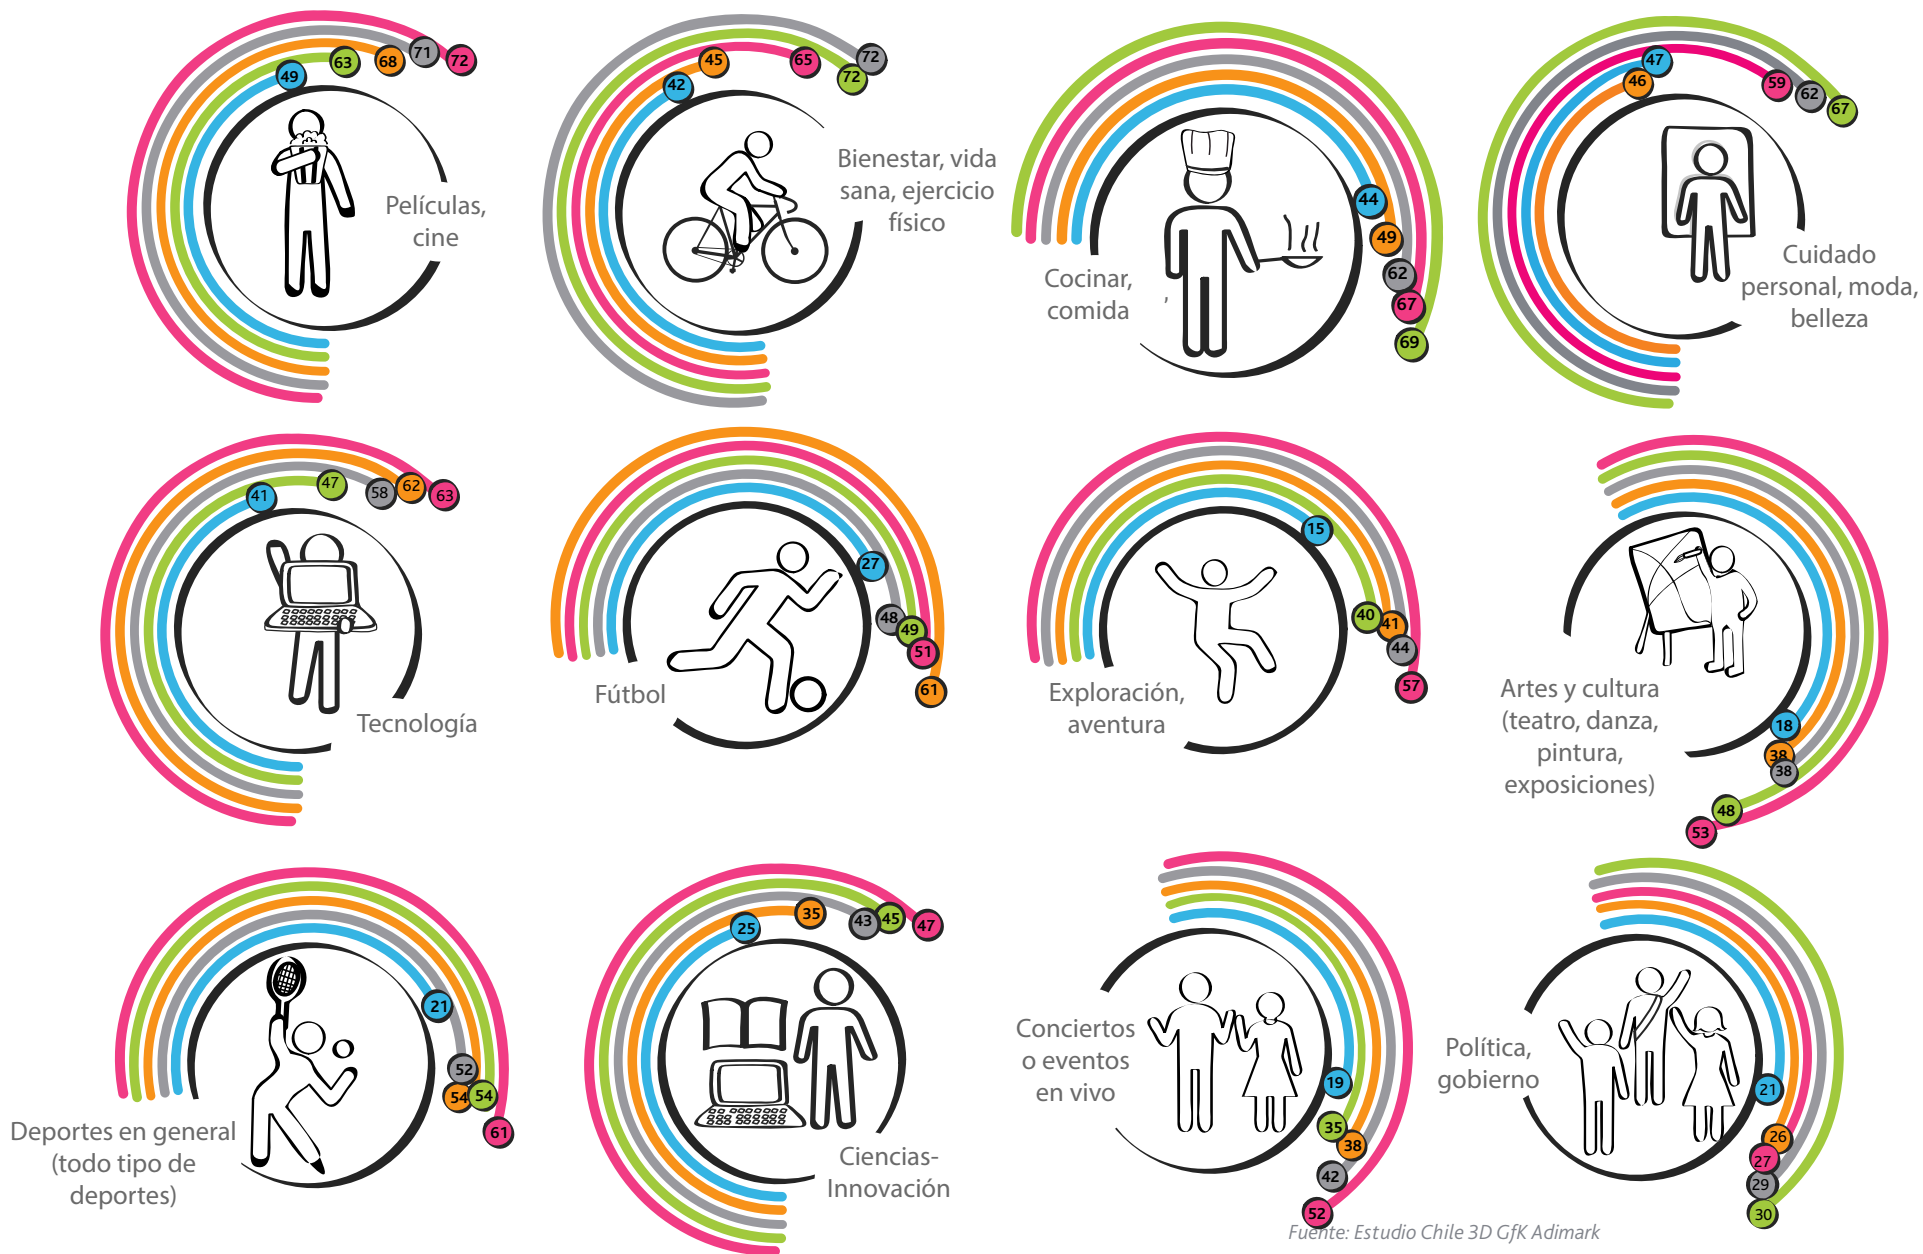 49
63
68
71
72
Películas,
cine
42
45
65
72
72
Bienestar, vida
sana, ejercicio
físico
44
49
62
67
69
Cocinar,
comida
,
46
47
59
62
67
Cuidado
personal, moda,
belleza
41
47
58
62
63
Tecnología
27
48
49
51
61
Fútbol
15
40
41
44
57
Exploración,
aventura
18
38
38
48
53
Artes y cultura
(teatro, danza,
pintura,
exposiciones)
21
52
54
54
61
Deportes en general
(todo tipo de
deportes)
25
35
43
45
47
Ciencias-
Innovación
19
35
38
42
52
Conciertos
o eventos
en vivo
21
26
27
29
30
Política,
gobierno
Fuente: Estudio Chile 3D GfK Adimark